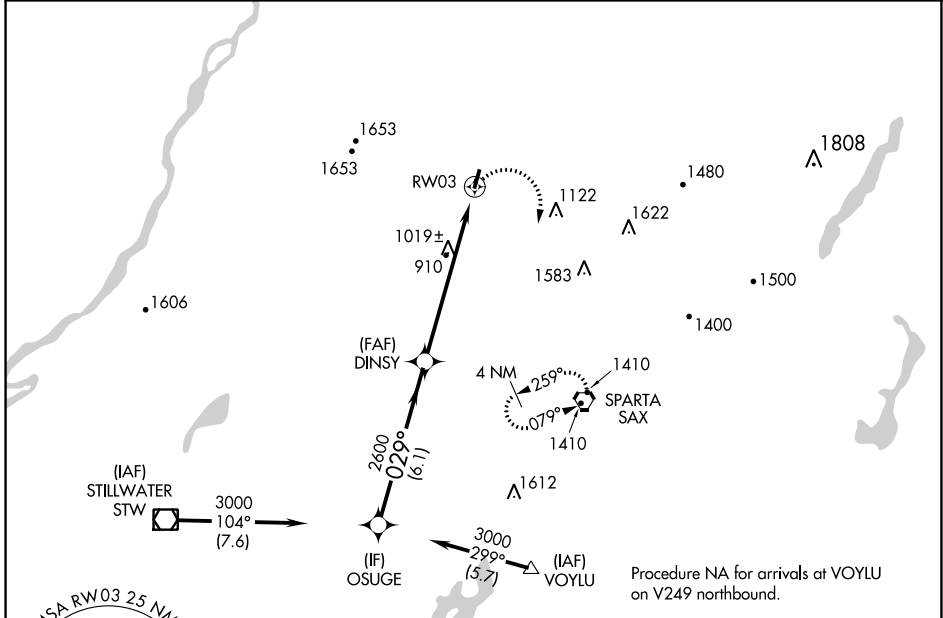 1653
1653
1808
RW03
1480
1122
1622
1019±
910
1583
1500
1606
1400
(FAF)
DINSY
4 NM
259°
1410
SPARTA
SAX
079°
1410
2600
029°
(6.1)
1612
(IAF)
STILLWATER
STW
3000
104°
(7.6)
(IF)
OSUGE
3000
299°
(5.7)
(IAF)
VOYLU
Procedure NA for arrivals at VOYLU
on V249 northbound.
MSA RW03 25 NM